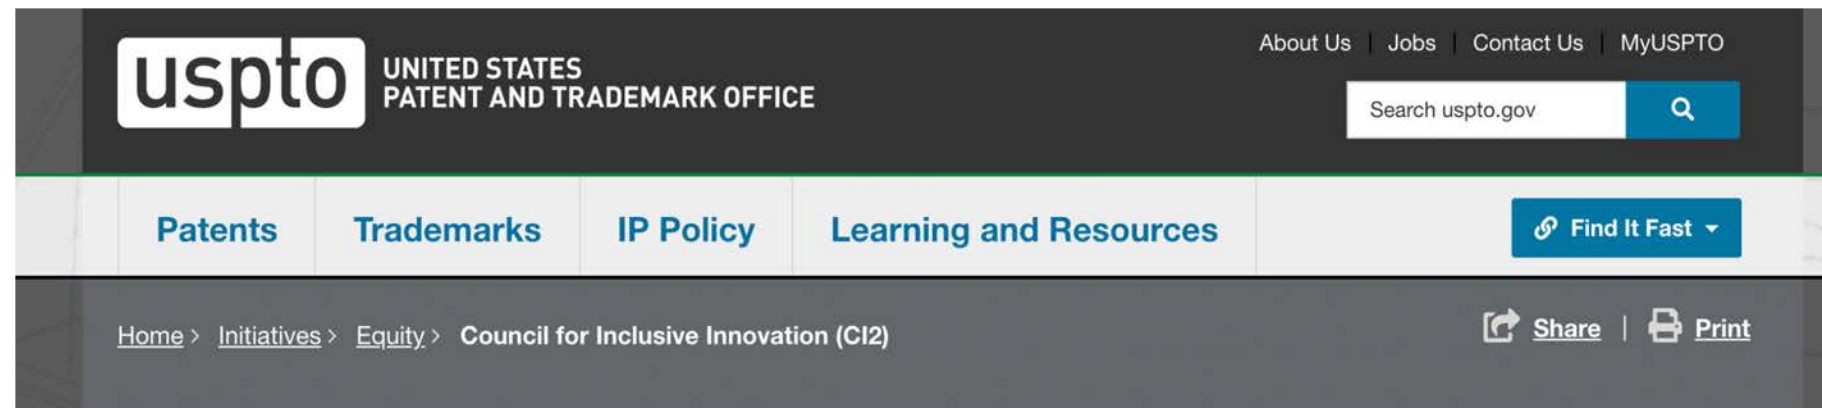 uspto UNITED STATES
PATENT AND TRADEMARK OFFICE
About Us | Jobs | Contact Us | MyUSPTO
Search uspto.gov
Patents Trademarks IP Policy Learning and Resources Find It Fast
Home > Initiatives > Equity > Council for Inclusive Innovation (CI2) Share | Print